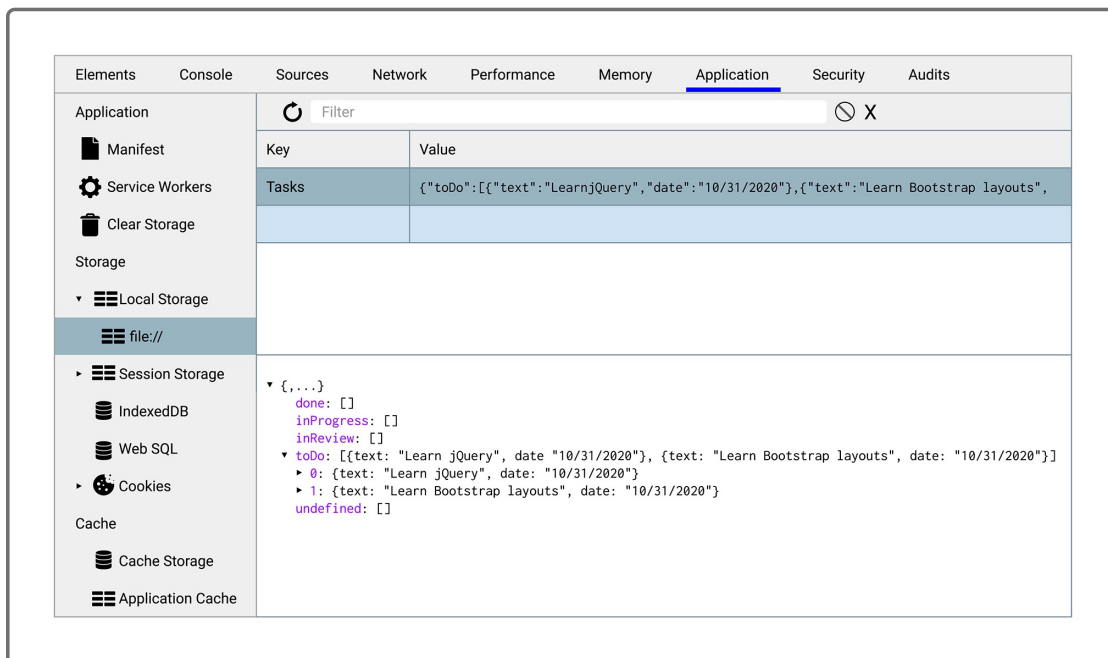 Elements Console Sources Network Performance Memory Application Security Audits
Application
Manifest
Service Workers
Clear Storage
Storage
Local Storage
file://
Session Storage
IndexedDB
Web SQL
Cookies
Cache
Cache Storage
Application Cache
Filter X
Key Value
Tasks {"toDo":[{"text":"LearnjQuery","date":"10/31/2020"},{"text":"Learn Bootstrap layouts",
{,...}
done: []
inProgress: []
inReview: []
toDo: [{text: "Learn jQuery", date "10/31/2020"}, {text: "Learn Bootstrap layouts", date: "10/31/2020"}]
0: {text: "Learn jQuery", date: "10/31/2020"}
1: {text: "Learn Bootstrap layouts", date: "10/31/2020"}
undefined: []